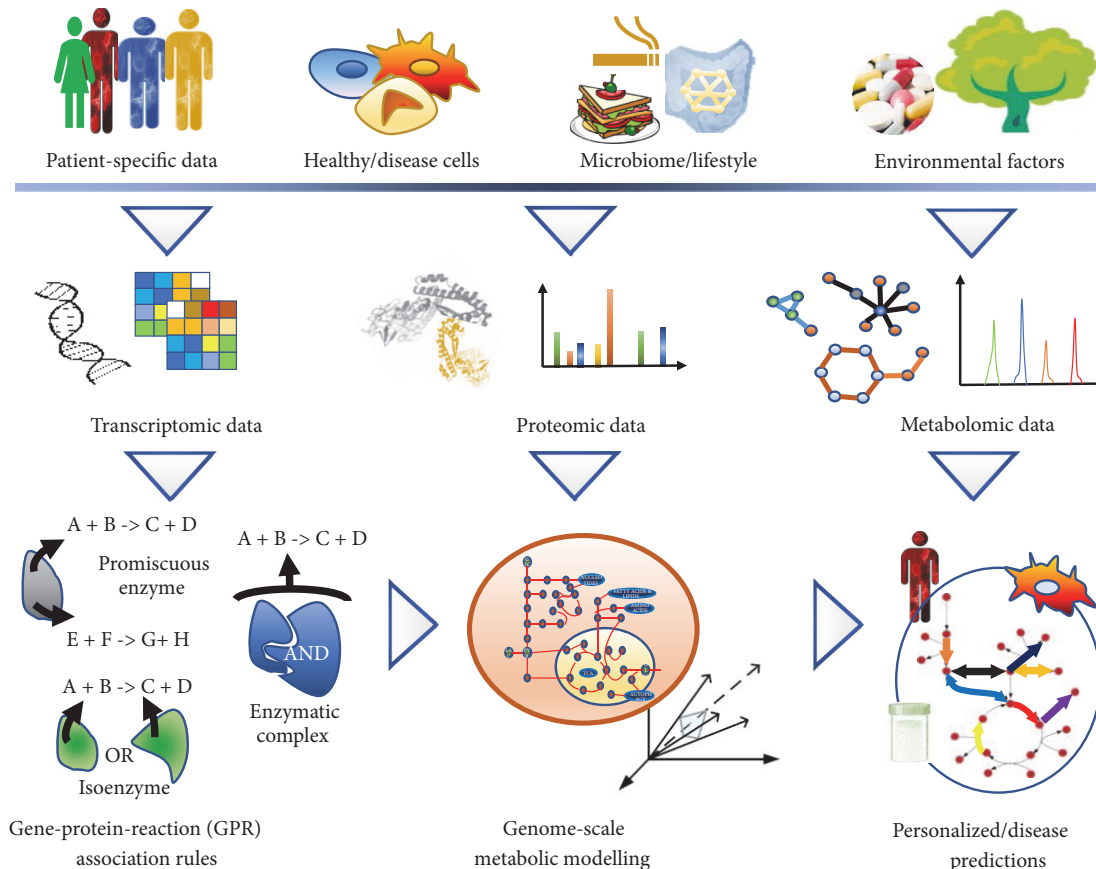 Patient-specific data
Healthy/disease cells
Microbiome/lifestyle
Environmental factors
Transcriptomic data
Proteomic data
Metabolomic data
A + B -> C + D
Promiscuous
enzyme
E + F -> G+ H
A + B -> C + D
OR
Isoenzyme
A + B -> C + D
AND
Enzymatic
complex
Gene-protein-reaction (GPR)
association rules
FATTY ACIDS &
LIPIDS
AMINO
ACIDS
Genome-scale
metabolic modelling
Personalized/disease
predictions